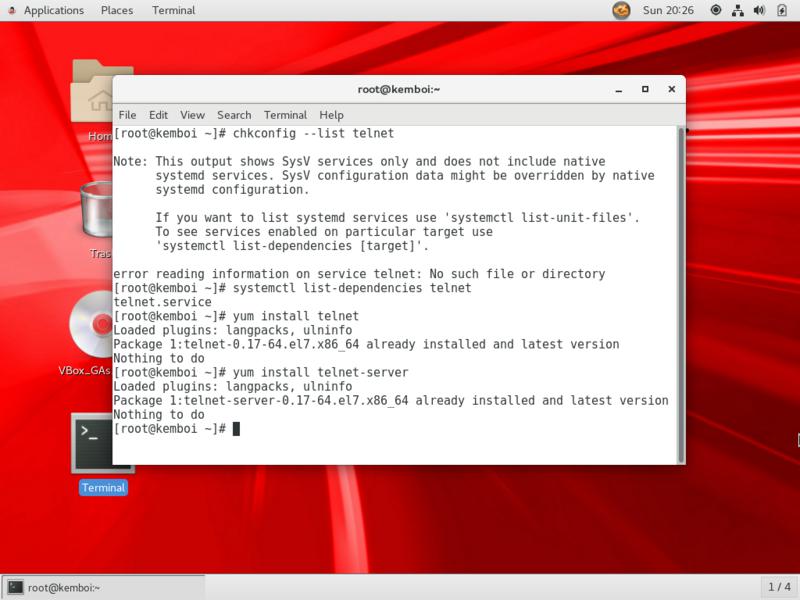 Applications Places Terminal Sun 20:26
root@kemboi:~
File Edit View Search Terminal Help
[root@kemboi ~]# chkconfig --list telnet
Note: This output shows SysV services only and does not include native
systemd services. SysV configuration data might be overridden by native
systemd configuration.
If you want to list systemd services use 'systemctl list-unit-files'.
To see services enabled on particular target use
'systemctl list-dependencies [target]'.
error reading information on service telnet: No such file or directory
[root@kemboi ~]# systemctl list-dependencies telnet
telnet.service
[root@kemboi ~]# yum install telnet
Loaded plugins: langpacks, ulninfo
Package 1:telnet-0.17-64.el7.x86_64 already installed and latest version
Nothing to do
[root@kemboi ~]# yum install telnet-server
Loaded plugins: langpacks, ulninfo
Package 1:telnet-server-0.17-64.el7.x86_64 already installed and latest version
Nothing to do
[root@kemboi ~]#
Hom
Tras
VBox_GAs
>_
Terminal
root@kemboi:~
1 / 4